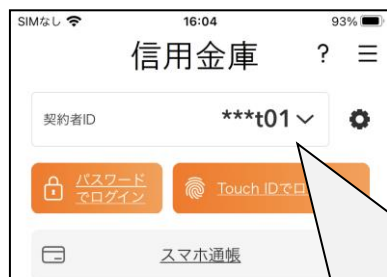 SIMなし 16:04 93%
信用金庫 ?
契約者ID ***t01
パスワード
でログイン
Touch IDでロ
スマホ通帳